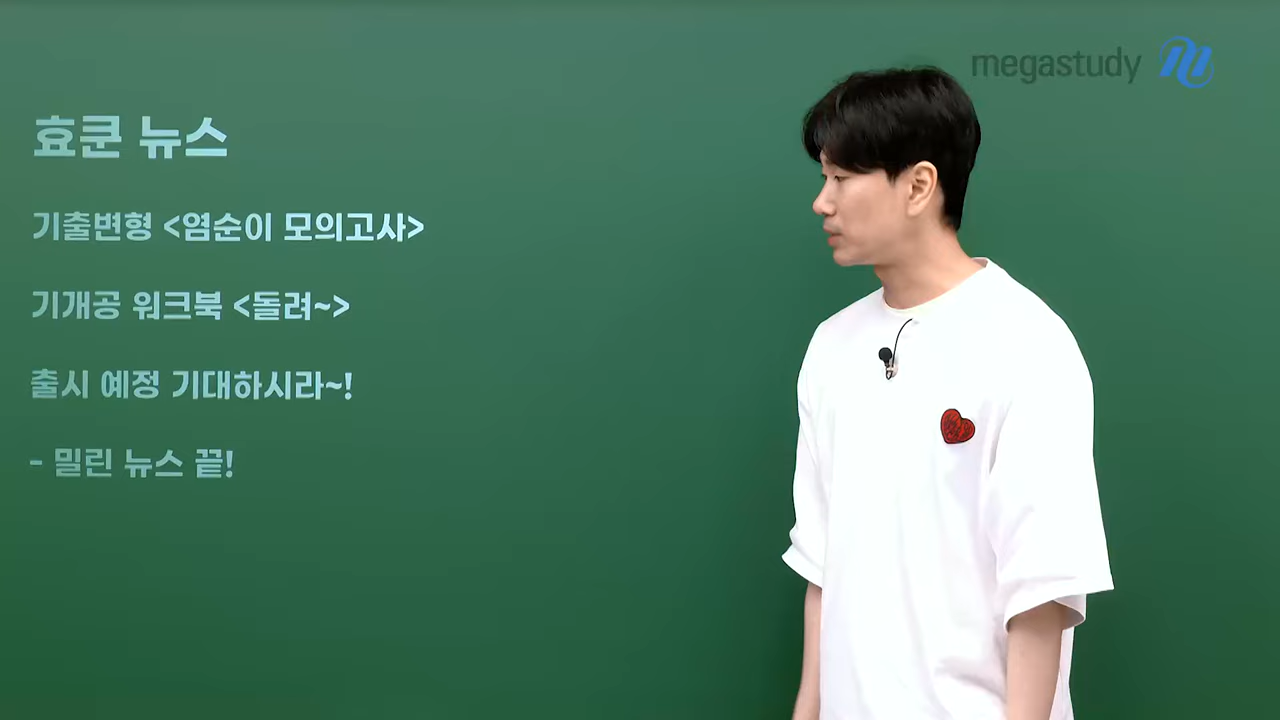 megastudy
효쿤 뉴스
기출변형 <염순이 모의고사>
기개공 워크북 <돌려~>
출시 예정 기대하시라~!
- 밀린 뉴스 끝!